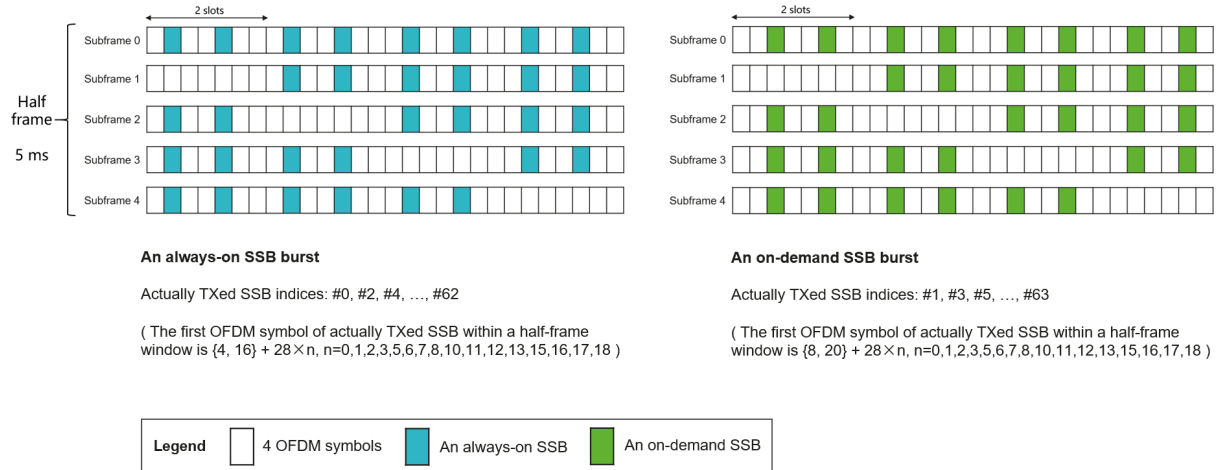 2 slots
Subframe 0
Subframe 1
Subframe 2
Subframe 3
Subframe 4
Half
frame
5 ms
An always-on SSB burst
Actually TXed SSB indices: #0, #2, #4, …, #62
( The first OFDM symbol of actually TXed SSB within a half-frame
window is {4, 16} + 28×n, n=0,1,2,3,5,6,7,8,10,11,12,13,15,16,17,18 )
2 slots
Subframe 0
Subframe 1
Subframe 2
Subframe 3
Subframe 4
An on-demand SSB burst
Actually TXed SSB indices: #1, #3, #5, …, #63
( The first OFDM symbol of actually TXed SSB within a half-frame
window is {8, 20} + 28×n, n=0,1,2,3,5,6,7,8,10,11,12,13,15,16,17,18 )
Legend
4 OFDM symbols
An always-on SSB
An on-demand SSB